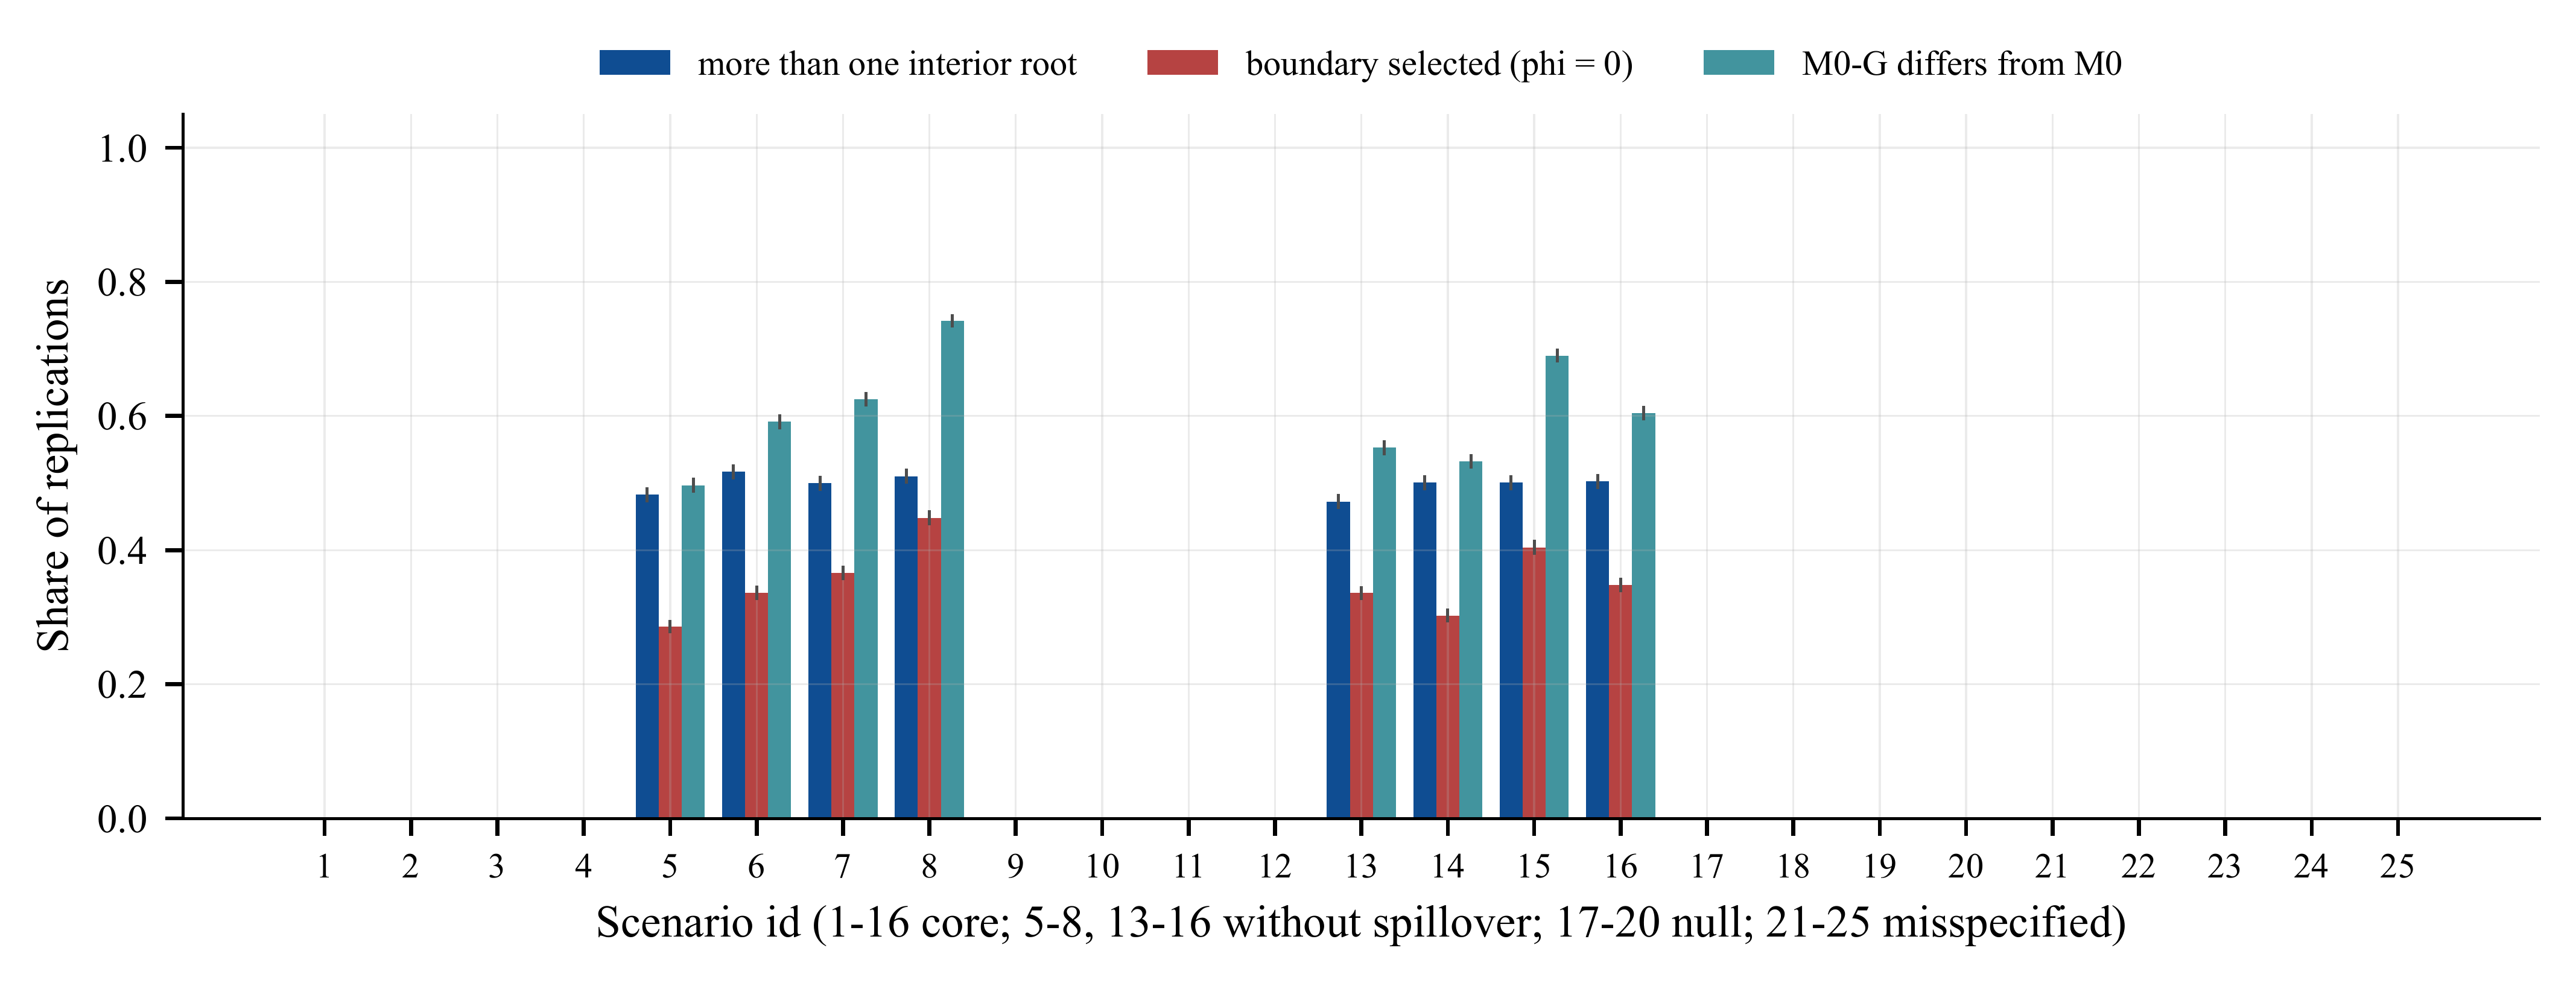 more than one interior root
boundary selected (phi = 0)
M0-G differs from M0
Share of replications
1.0
0.8
0.6
0.4
0.2
0.0
1 2 3 4 5 6 7 8 9 10 11 12 13 14 15 16 17 18 19 20 21 22 23 24 25
Scenario id (1-16 core; 5-8, 13-16 without spillover; 17-20 null; 21-25 misspecified)